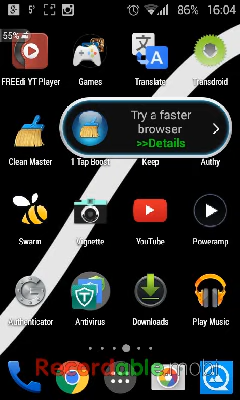 5°
86% 16:04
55%
FREEdi YT Player
Games
Translate
Transdroid
Try a faster
browser
>>Details
Clean Master
1 Tap Boost
Keep
Authy
Swarm
Vignette
YouTube
Poweramp
Authenticator
Antivirus
Downloads
Play Music
Recordable.mobi